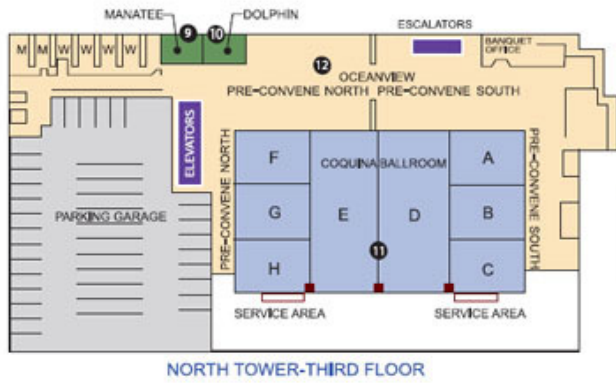 MANATEE
DOLPHIN
ESCALATORS
BANQUET
OFFICE
M M W W W W
9
10
12
OCEANVIEW
PRE-CONVENE NORTH PRE-CONVENE SOUTH
ELEVATORS
PRE-CONVENE NORTH
PRE-CONVENE SOUTH
F
COQUINA BALLROOM
A
PARKING GARAGE
G
E
D
B
H
11
C
SERVICE AREA
SERVICE AREA
NORTH TOWER-THIRD FLOOR